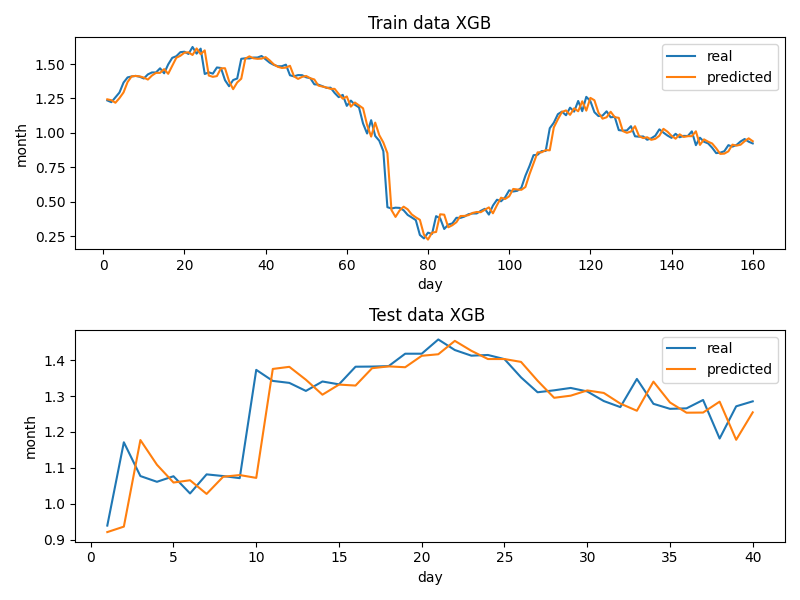 Train data XGB
real
predicted
1.50
1.25
1.00
0.75
0.50
0.25
month
0 20 40 60 80 100 120 140 160
day
Test data XGB
real
predicted
1.4
1.3
1.2
1.1
1.0
0.9
month
0 5 10 15 20 25 30 35 40
day